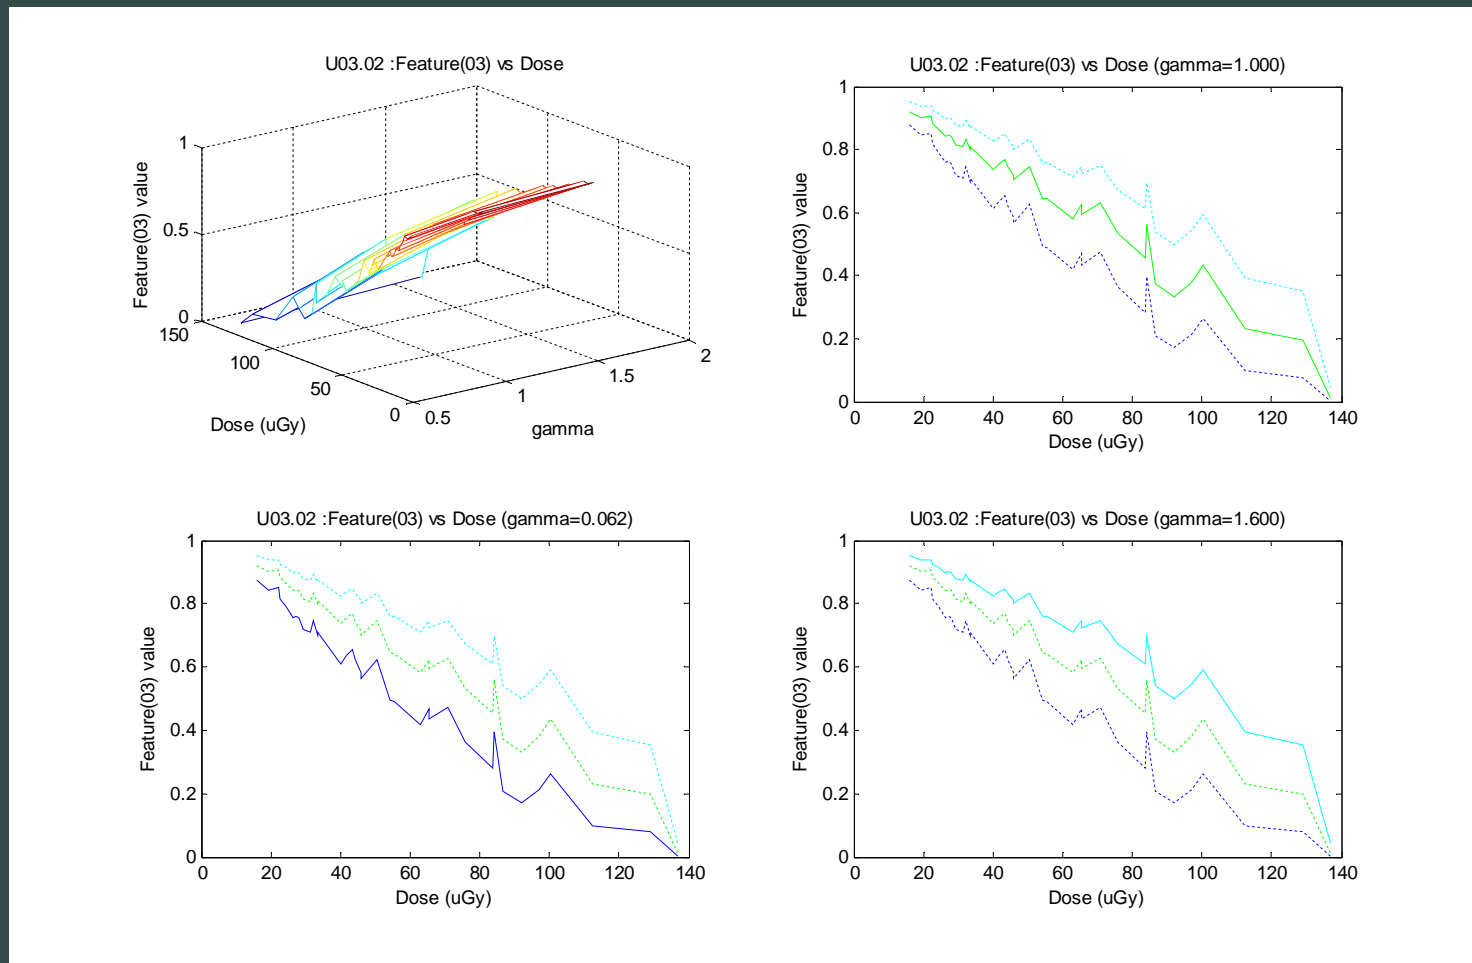 U03.02 :Feature(03) vs Dose
1
0.5
0
Feature(03) value
150
100
50
0
Dose (uGy)
0.5
1
1.5
2
gamma
U03.02 :Feature(03) vs Dose (gamma=1.000)
1
0.8
0.6
0.4
0.2
0
Feature(03) value
0 20 40 60 80 100 120 140
Dose (uGy)
U03.02 :Feature(03) vs Dose (gamma=0.062)
1
0.8
0.6
0.4
0.2
0
Feature(03) value
0 20 40 60 80 100 120 140
Dose (uGy)
U03.02 :Feature(03) vs Dose (gamma=1.600)
1
0.8
0.6
0.4
0.2
0
Feature(03) value
0 20 40 60 80 100 120 140
Dose (uGy)